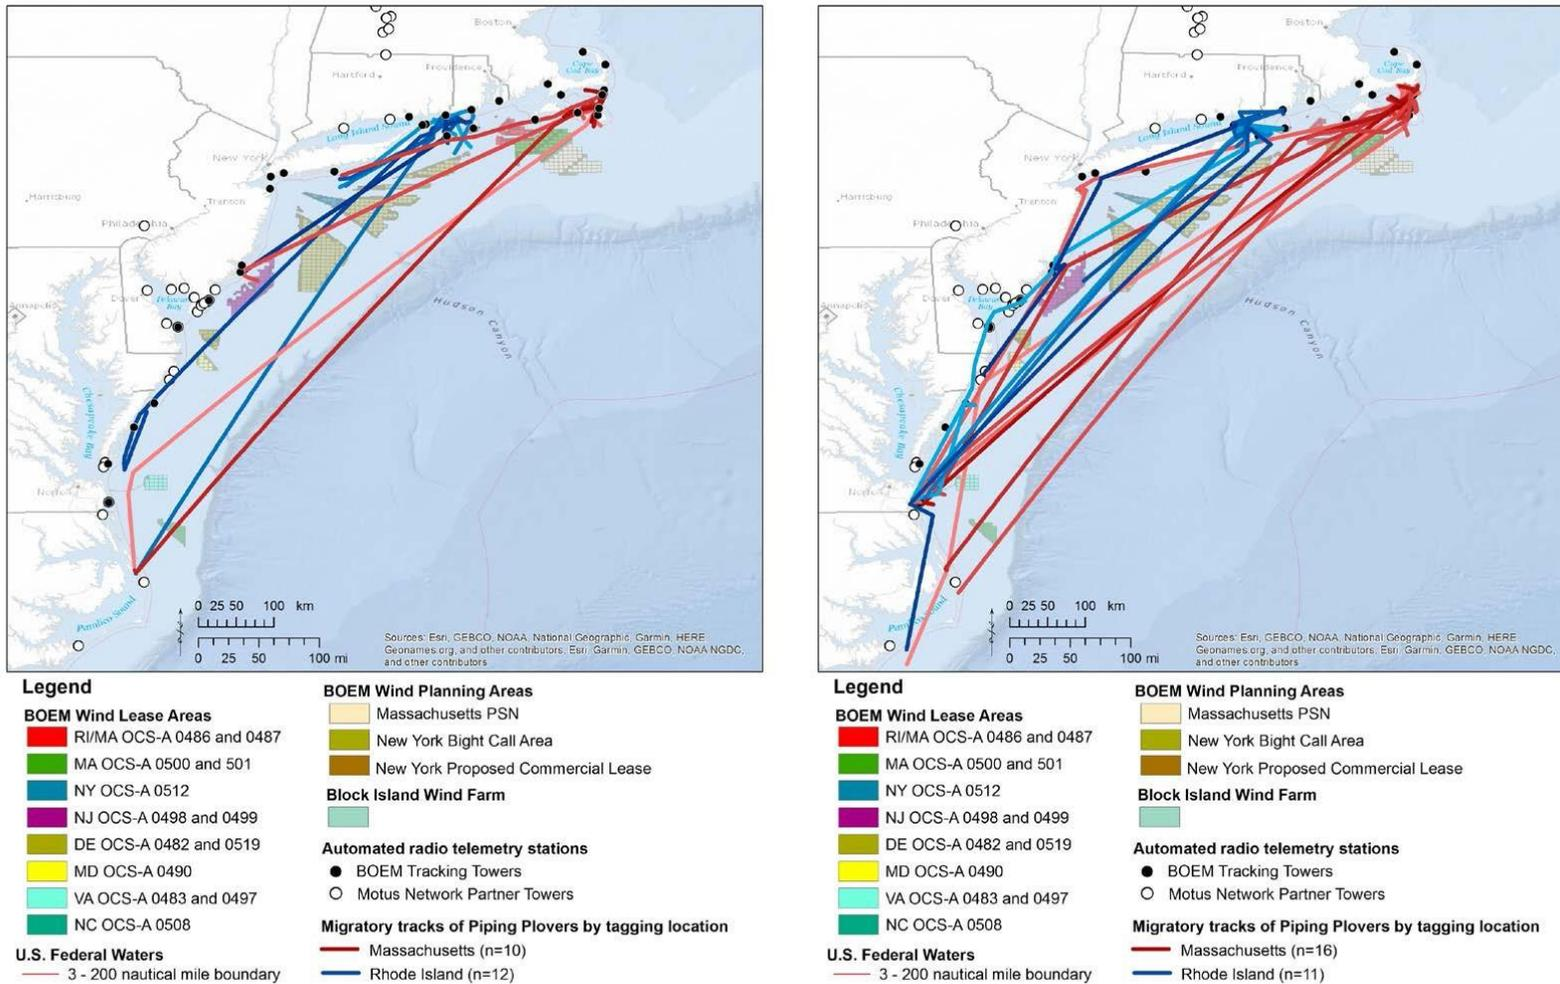 Boston
Cape Cod Bay
Hartford
Providence
Long Island Sound
New York
Harrisburg
Trenton
Philadelphia
Annapolis
Dover
Delaware Bay
Hudson Canyon
Chesapeake Bay
Norfolk
Pamlico Sound
0 25 50 100 km
0 25 50 100 mi
Sources: Esri, GEBCO, NOAA, National Geographic, Garmin, HERE
Geonames.org, and other contributors, Esri, Garmin, GEBCO, NOAA NGDC,
and other contributors
Legend
BOEM Wind Lease Areas
RI/MA OCS-A 0486 and 0487
MA OCS-A 0500 and 501
NY OCS-A 0512
NJ OCS-A 0498 and 0499
DE OCS-A 0482 and 0519
MD OCS-A 0490
VA OCS-A 0483 and 0497
NC OCS-A 0508
U.S. Federal Waters
3 - 200 nautical mile boundary
BOEM Wind Planning Areas
Massachusetts PSN
New York Bight Call Area
New York Proposed Commercial Lease
Block Island Wind Farm
Automated radio telemetry stations
BOEM Tracking Towers
Motus Network Partner Towers
Migratory tracks of Piping Plovers by tagging location
Massachusetts (n=10)
Rhode Island (n=12)
Boston
Cape Cod Bay
Hartford
Providence
Long Island Sound
New York
Harrisburg
Trenton
Philadelphia
Annapolis
Dover
Delaware Bay
Hudson Canyon
Chesapeake Bay
Norfolk
Sound
0 25 50 100 km
0 25 50 100 mi
Sources: Esri, GEBCO, NOAA, National Geographic, Garmin, HERE
Geonames.org, and other contributors, Esri, Garmin, GEBCO, NOAA NGDC,
and other contributors
Legend
BOEM Wind Lease Areas
RI/MA OCS-A 0486 and 0487
MA OCS-A 0500 and 501
NY OCS-A 0512
NJ OCS-A 0498 and 0499
DE OCS-A 0482 and 0519
MD OCS-A 0490
VA OCS-A 0483 and 0497
NC OCS-A 0508
U.S. Federal Waters
3 - 200 nautical mile boundary
BOEM Wind Planning Areas
Massachusetts PSN
New York Bight Call Area
New York Proposed Commercial Lease
Block Island Wind Farm
Automated radio telemetry stations
BOEM Tracking Towers
Motus Network Partner Towers
Migratory tracks of Piping Plovers by tagging location
Massachusetts (n=16)
Rhode Island (n=11)